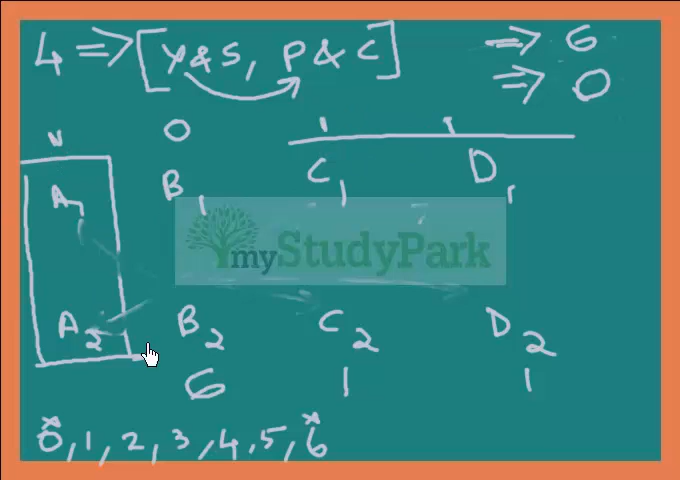 4 => [Y&S, P&C] => 6
=> 0
0
A1 B1 C1 D1
myStudyPark
A2 B2 C2 D2
6 1 1
0, 1, 2, 3, 4, 5, 6